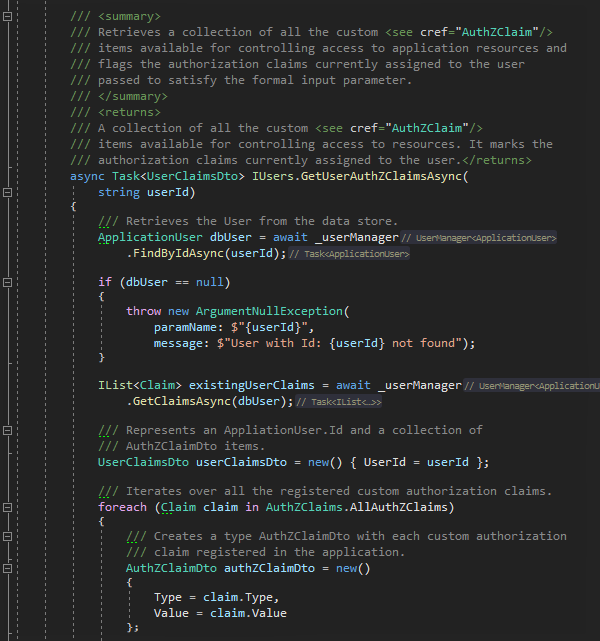 /// <summary>
/// Retrieves a collection of all the custom <see cref="AuthZClaim"/>
/// items available for controlling access to application resources and
/// flags the authorization claims currently assigned to the user
/// passed to satisfy the formal input parameter.
/// </summary>
/// <returns>
/// A collection of all the custom <see cref="AuthZClaim"/>
/// items available for controlling access to resources. It marks the
/// authorization claims currently assigned to the user.</returns>
async Task<UserClaimsDto> IUsers.GetUserAuthZClaimsAsync(
string userId)
{
/// Retrieves the User from the data store.
ApplicationUser dbUser = await _userManager // UserManager<ApplicationUser>
.FindByIdAsync(userId); // Task<ApplicationUser>
if (dbUser == null)
{
throw new ArgumentNullException(
paramName: $"{userId}",
message: $"User with Id: {userId} not found");
}
IList<Claim> existingUserClaims = await _userManager // UserManager<ApplicationU
.GetClaimsAsync(dbUser); // Task<IList<…>>
/// Represents an AppliationUser.Id and a collection of
/// AuthZClaimDto items.
UserClaimsDto userClaimsDto = new() { UserId = userId };
/// Iterates over all the registered custom authorization claims.
foreach (Claim claim in AuthZClaims.AllAuthZClaims)
{
/// Creates a type AuthZClaimDto with each custom authorization
/// claim registered in the application.
AuthZClaimDto authZClaimDto = new()
{
Type = claim.Type,
Value = claim.Value
};